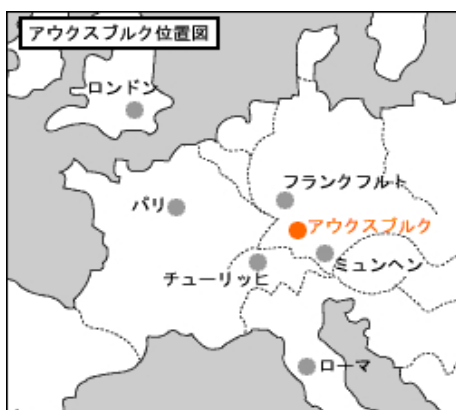 アウクスブルク位置図
ロンドン
フランクフルト
パリ
アウクスブルク
ミュンヘン
チューリッヒ
ローマ